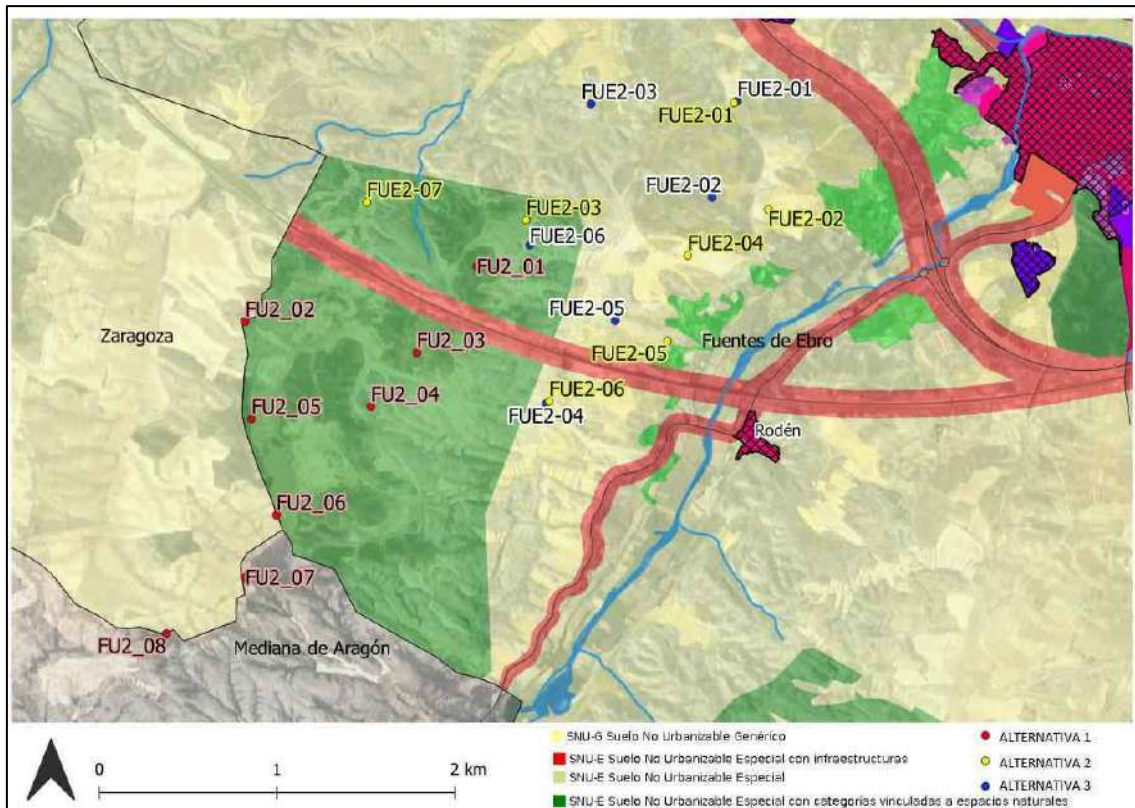 FUE2-03
FUE2-01
FUE2-01
FUE2-07
FUE2-02
FUE2-03
FUE2-02
FUE2-06
FUE2-04
FU2_01
FU2_02
FUE2-05
Zaragoza
FU2_03
FUE2-05
Fuentes de Ebro
FU2_04
FUE2-06
FU2_05
FUE2-04
Rodén
FU2_06
FU2_07
FU2_08
Mediana de Aragón
0 1 2 km
SNU-G Suelo No Urbanizable Genérico
SNU-E Suelo No Urbanizable Especial con infraestructuras
SNU-E Suelo No Urbanizable Especial
SNU-E Suelo No Urbanizable Especial con categorías vinculadas a espacios naturales
ALTERNATIVA 1
ALTERNATIVA 2
ALTERNATIVA 3